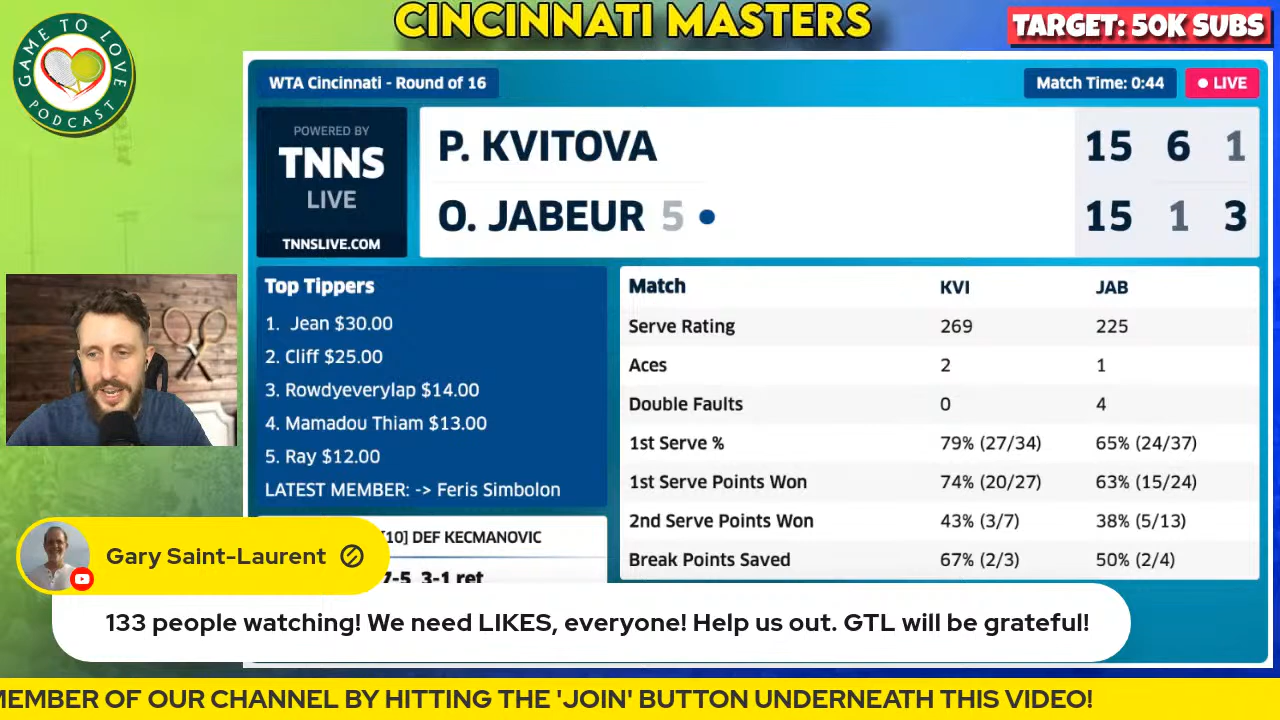 GAME TO LOVE
PODCAST
CINCINNATI MASTERS
TARGET: 50K SUBS
WTA Cincinnati - Round of 16
Match Time: 0:44
LIVE
POWERED BY
TNNS
LIVE
TNNSLIVE.COM
P. KVITOVA 15 6 1
O. JABEUR 5 15 1 3
Top Tippers
1. Jean $30.00
2. Cliff $25.00
3. Rowdyeverylap $14.00
4. Mamadou Thiam $13.00
5. Ray $12.00
LATEST MEMBER: -> Feris Simbolon
Match KVI JAB
Serve Rating 269 225
Aces 2 1
Double Faults 0 4
1st Serve % 79% (27/34) 65% (24/37)
1st Serve Points Won 74% (20/27) 63% (15/24)
2nd Serve Points Won 43% (3/7) 38% (5/13)
Break Points Saved 67% (2/3) 50% (2/4)
[10] DEF KECMANOVIC
7-5, 3-1 ret
Gary Saint-Laurent
133 people watching! We need LIKES, everyone! Help us out. GTL will be grateful!
MEMBER OF OUR CHANNEL BY HITTING THE 'JOIN' BUTTON UNDERNEATH THIS VIDEO!